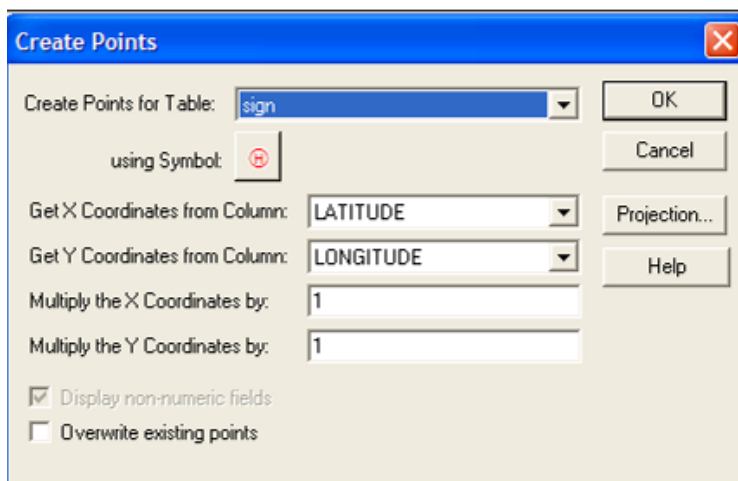 Create Points
Create Points for Table: sign OK
using Symbol: H Cancel
Get X Coordinates from Column: LATITUDE Projection...
Get Y Coordinates from Column: LONGITUDE Help
Multiply the X Coordinates by: 1
Multiply the Y Coordinates by: 1
Display non-numeric fields
Overwrite existing points